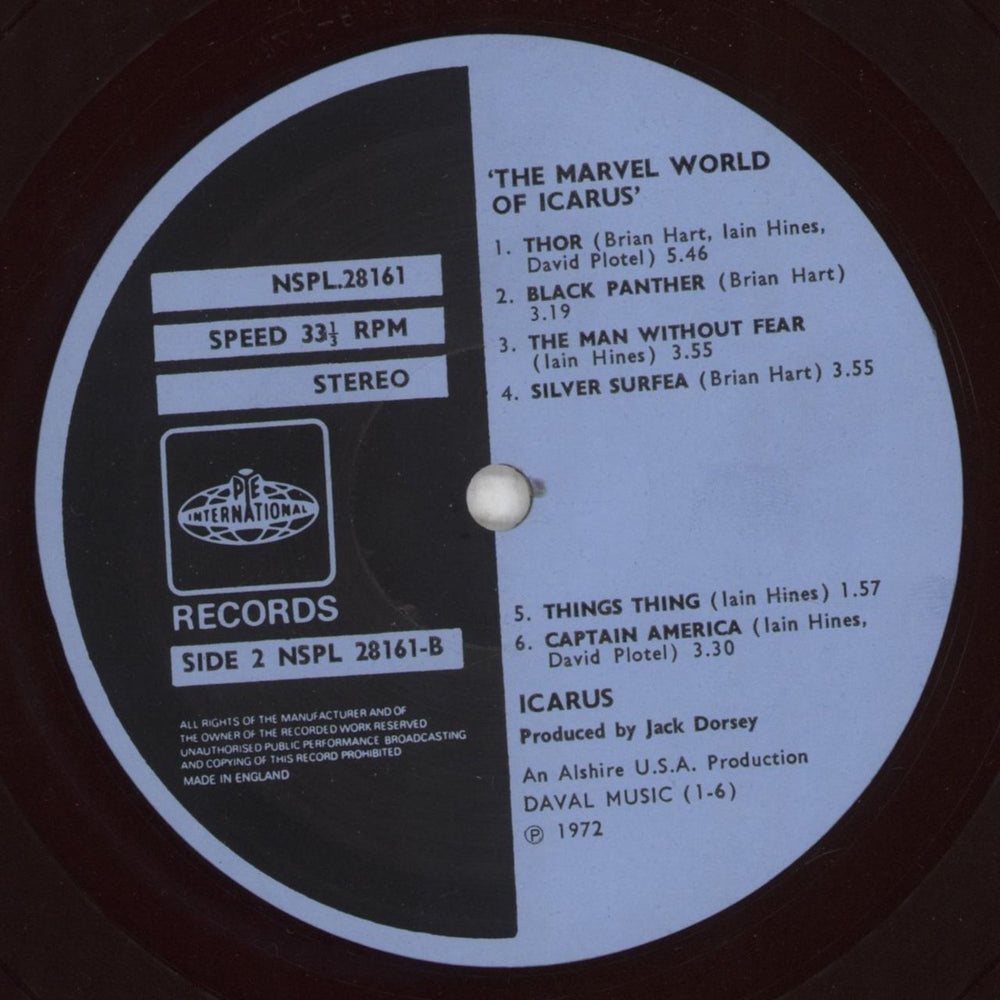 NSPL.28161
SPEED 33⅓ RPM
STEREO
PYE
INTERNATIONAL
RECORDS
SIDE 2 NSPL 28161-B
ALL RIGHTS OF THE MANUFACTURER AND OF
THE OWNER OF THE RECORDED WORK RESERVED
UNAUTHORISED PUBLIC PERFORMANCE BROADCASTING
AND COPYING OF THIS RECORD PROHIBITED
MADE IN ENGLAND
‘THE MARVEL WORLD
OF ICARUS’
1. THOR (Brian Hart, Iain Hines,
David Plotel) 5.46
2. BLACK PANTHER (Brian Hart)
3.19
3. THE MAN WITHOUT FEAR
(Iain Hines) 3.55
4. SILVER SURFEA (Brian Hart) 3.55
5. THINGS THING (Iain Hines) 1.57
6. CAPTAIN AMERICA (Iain Hines,
David Plotel) 3.30
ICARUS
Produced by Jack Dorsey
An Alshire U.S.A. Production
DAVAL MUSIC (1-6)
℗ 1972